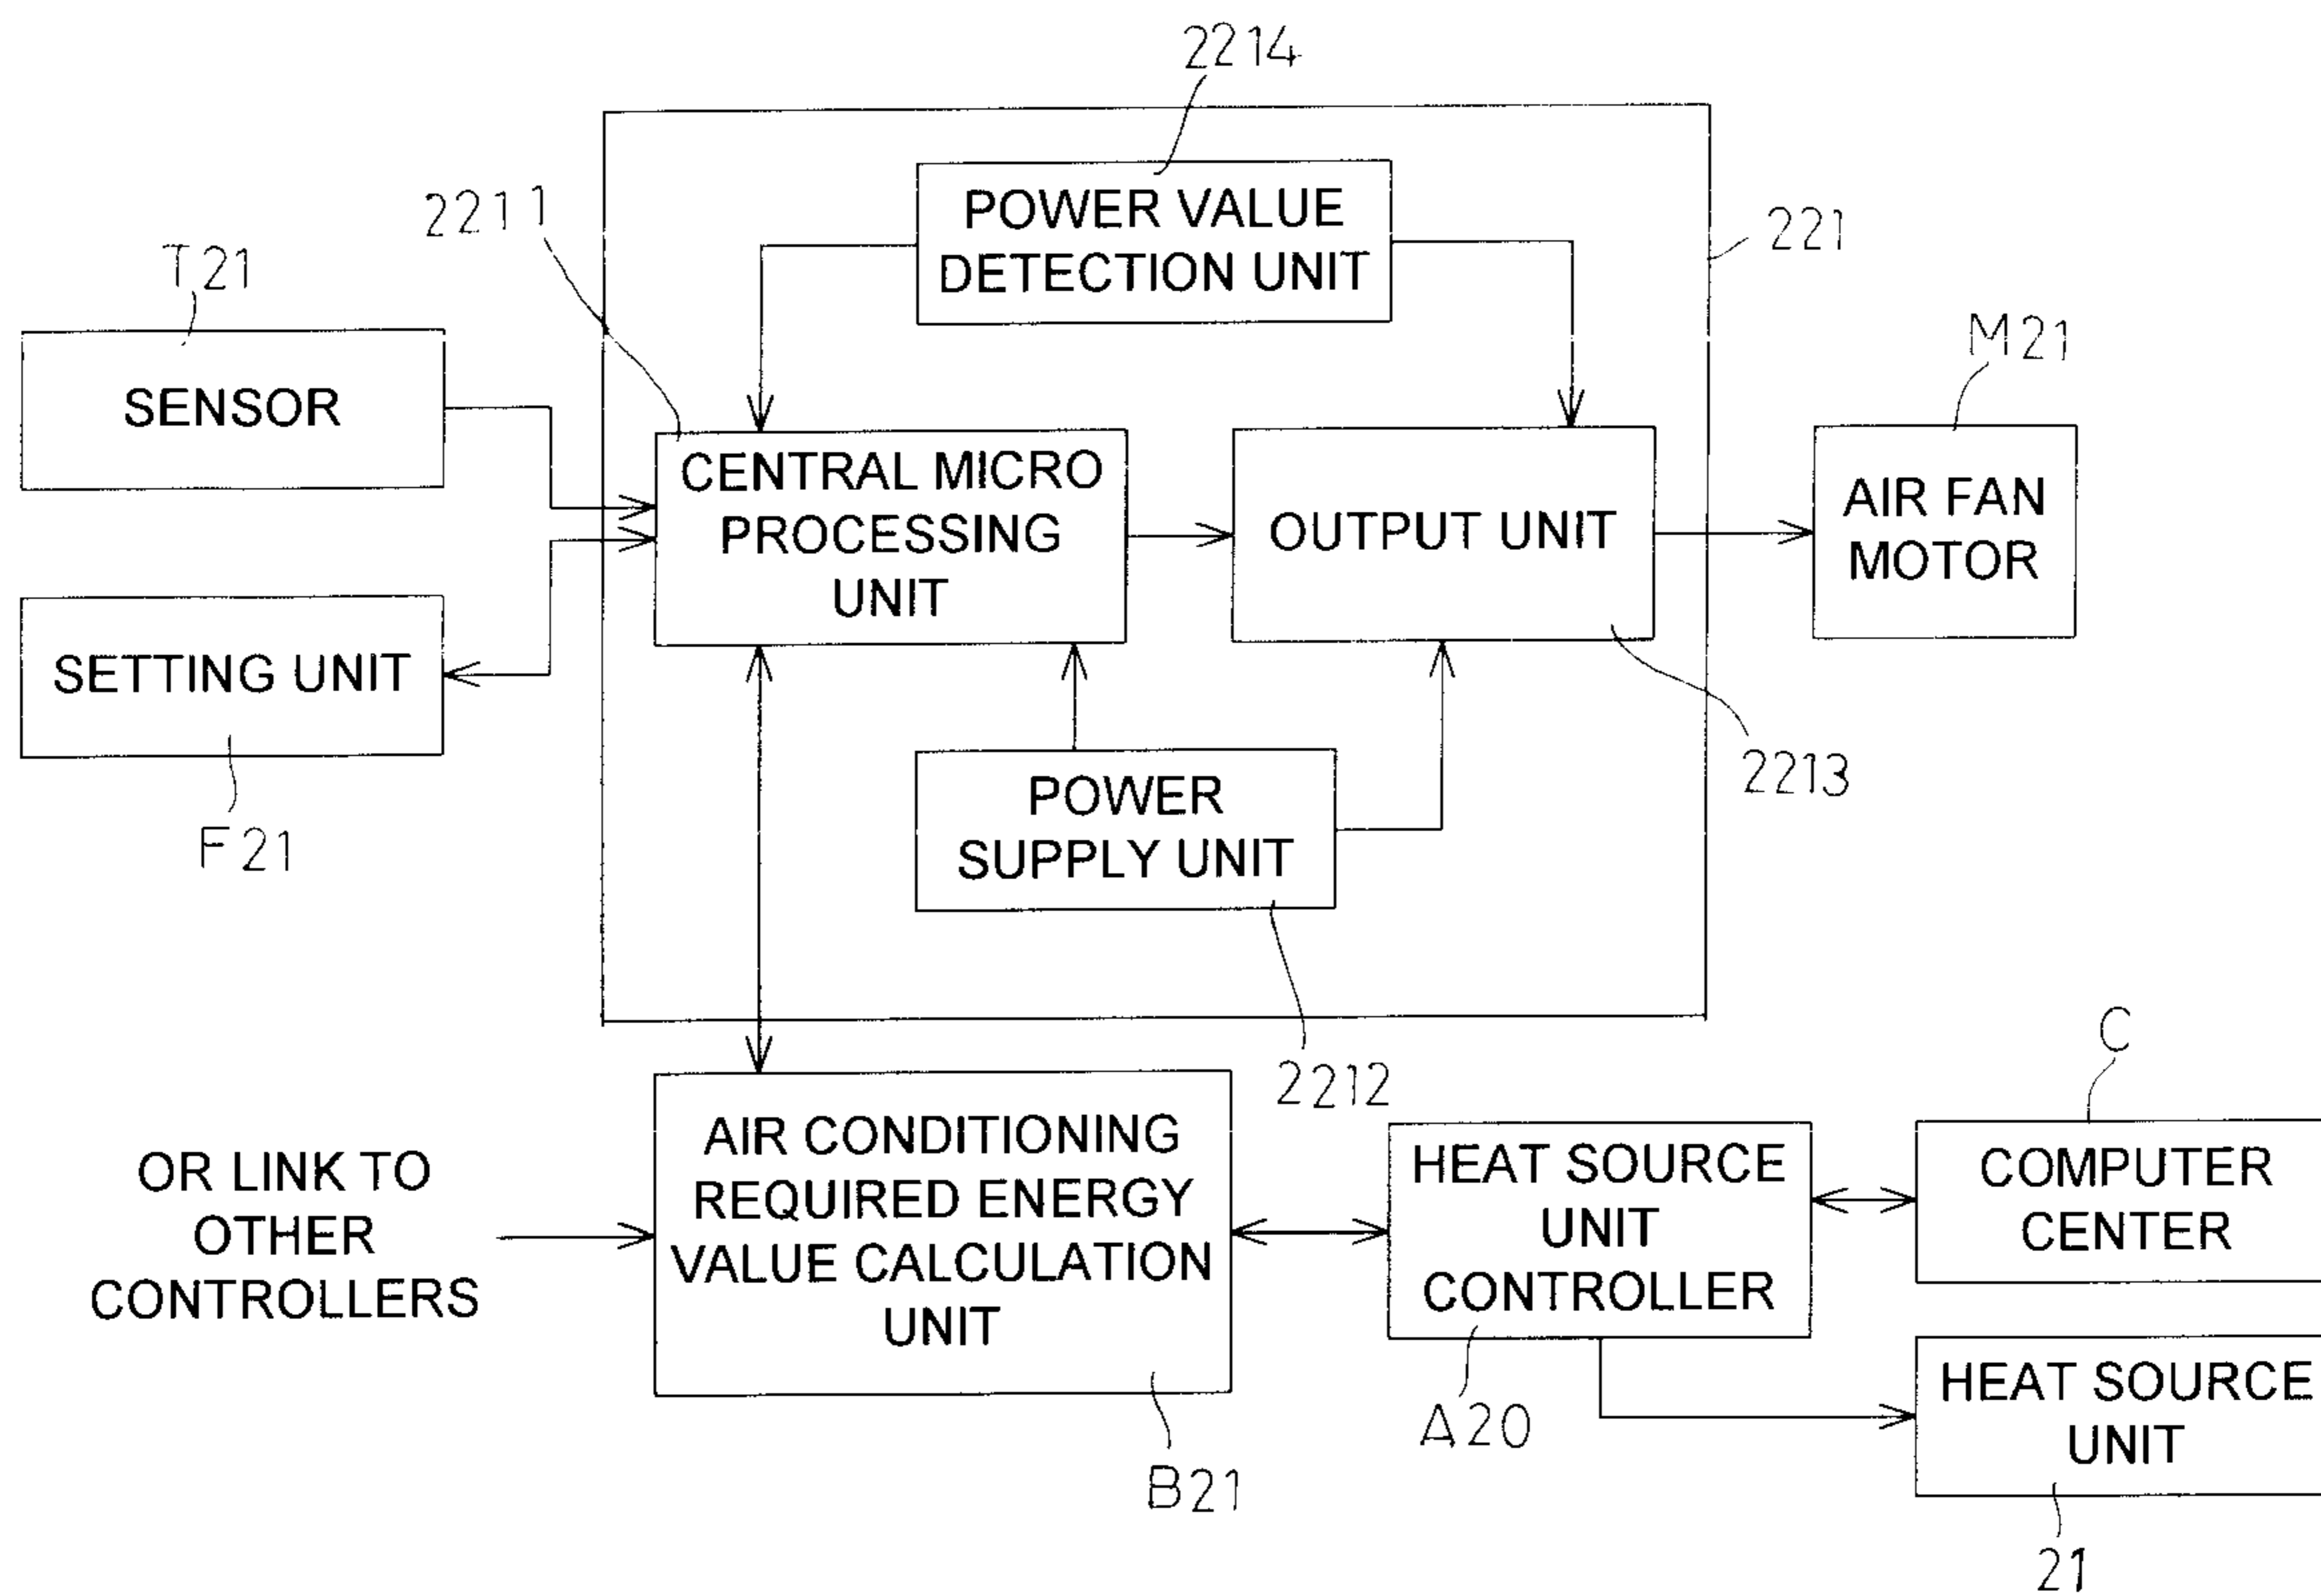 2214
POWER VALUE
DETECTION UNIT
2211
221
T21
SENSOR
M21
CENTRAL MICRO
PROCESSING
UNIT
OUTPUT UNIT
AIR FAN
MOTOR
SETTING UNIT
F21
2213
POWER
SUPPLY UNIT
2212
C
OR LINK TO
OTHER
CONTROLLERS
AIR CONDITIONING
REQUIRED ENERGY
VALUE CALCULATION
UNIT
B21
HEAT SOURCE
UNIT
CONTROLLER
A20
COMPUTER
CENTER
HEAT SOURCE
UNIT
21